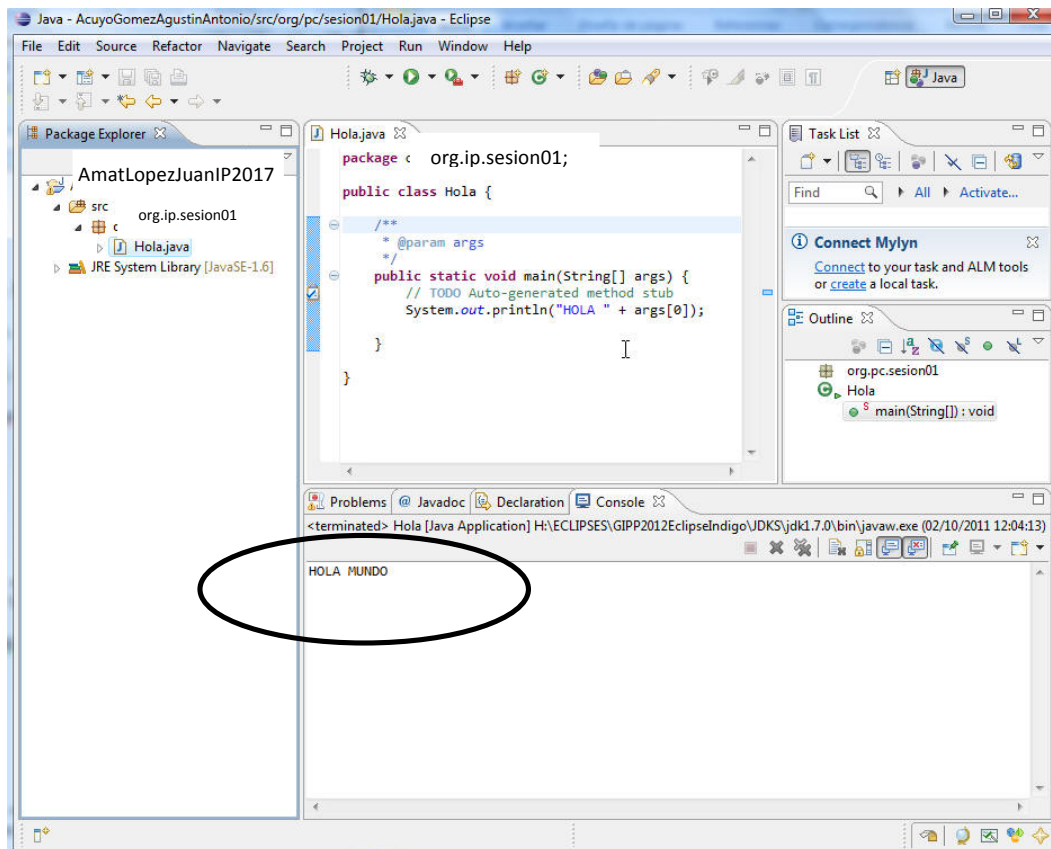 Java - AcuyoGomezAgustinAntonio/src/org/pc/sesion01/Hola.java - Eclipse
File Edit Source Refactor Navigate Search Project Run Window Help
Java
Package Explorer
AmatLopezJuanIP2017
src
org.ip.sesion01
Hola.java
JRE System Library [JavaSE-1.6]
Hola.java
package org.ip.sesion01;
public class Hola {
/**
* @param args
*/
public static void main(String[] args) {
// TODO Auto-generated method stub
System.out.println("HOLA " + args[0]);
}
}
Task List
Find All Activate...
Connect Mylyn
Connect to your task and ALM tools
or create a local task.
Outline
org.pc.sesion01
Hola
main(String[]) : void
Problems @ Javadoc Declaration Console
<terminated> Hola [Java Application] H:\ECLIPSES\GIPP2012EclipseIndigo\JDKS\jdk1.7.0\bin\javaw.exe (02/10/2011 12:04:13)
HOLA MUNDO